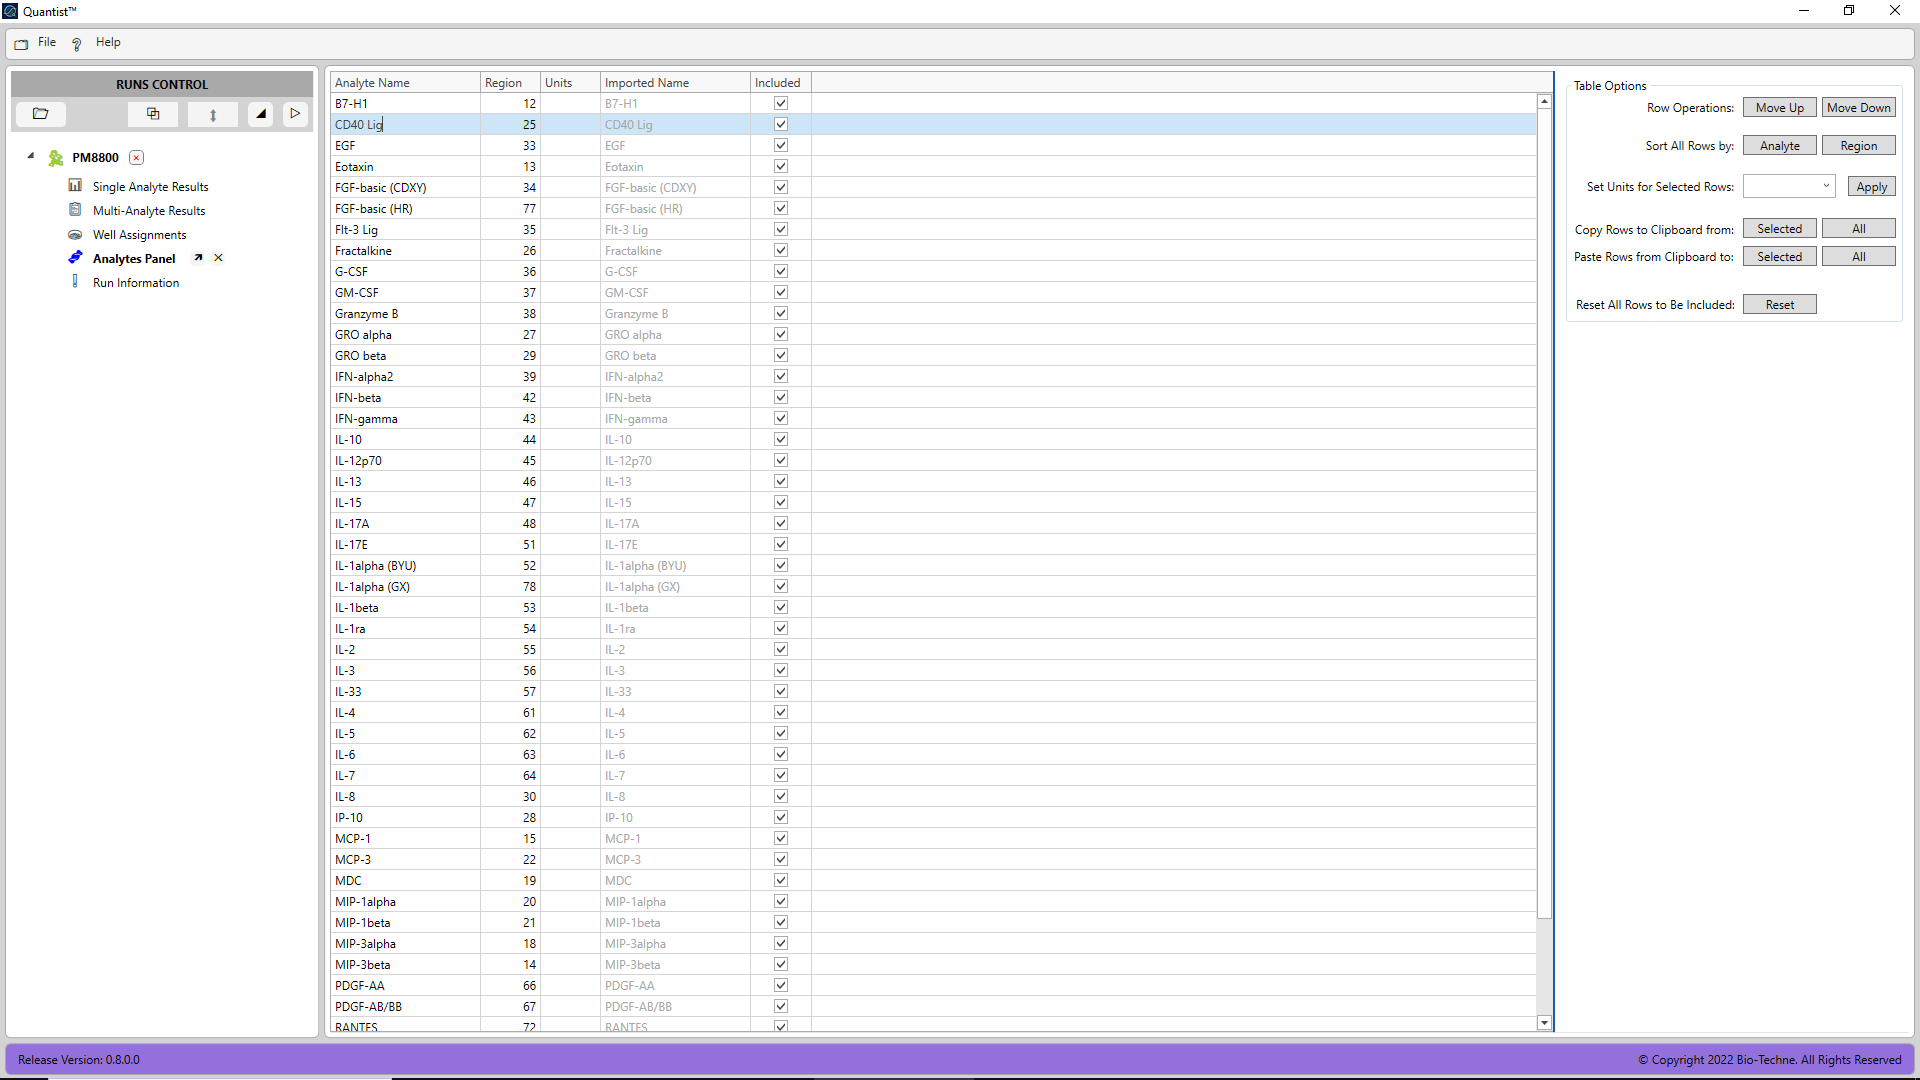 Quantist™
File Help
RUNS CONTROL
PM8800
Single Analyte Results
Multi-Analyte Results
Well Assignments
Analytes Panel
Run Information
Analyte Name Region Units Imported Name Included
B7-H1 12 B7-H1
CD40 Lig 25 CD40 Lig
EGF 33 EGF
Eotaxin 13 Eotaxin
FGF-basic (CDXY) 34 FGF-basic (CDXY)
FGF-basic (HR) 77 FGF-basic (HR)
Flt-3 Lig 35 Flt-3 Lig
Fractalkine 26 Fractalkine
G-CSF 36 G-CSF
GM-CSF 37 GM-CSF
Granzyme B 38 Granzyme B
GRO alpha 27 GRO alpha
GRO beta 29 GRO beta
IFN-alpha2 39 IFN-alpha2
IFN-beta 42 IFN-beta
IFN-gamma 43 IFN-gamma
IL-10 44 IL-10
IL-12p70 45 IL-12p70
IL-13 46 IL-13
IL-15 47 IL-15
IL-17A 48 IL-17A
IL-17E 51 IL-17E
IL-1alpha (BYU) 52 IL-1alpha (BYU)
IL-1alpha (GX) 78 IL-1alpha (GX)
IL-1beta 53 IL-1beta
IL-1ra 54 IL-1ra
IL-2 55 IL-2
IL-3 56 IL-3
IL-33 57 IL-33
IL-4 61 IL-4
IL-5 62 IL-5
IL-6 63 IL-6
IL-7 64 IL-7
IL-8 30 IL-8
IP-10 28 IP-10
MCP-1 15 MCP-1
MCP-3 22 MCP-3
MDC 19 MDC
MIP-1alpha 20 MIP-1alpha
MIP-1beta 21 MIP-1beta
MIP-3alpha 18 MIP-3alpha
MIP-3beta 14 MIP-3beta
PDGF-AA 66 PDGF-AA
PDGF-AB/BB 67 PDGF-AB/BB
RANTES 72 RANTES
Table Options
Row Operations: Move Up Move Down
Sort All Rows by: Analyte Region
Set Units for Selected Rows: Apply
Copy Rows to Clipboard from: Selected All
Paste Rows from Clipboard to: Selected All
Reset All Rows to Be Included: Reset
Release Version: 0.8.0.0
© Copyright 2022 Bio-Techne. All Rights Reserved